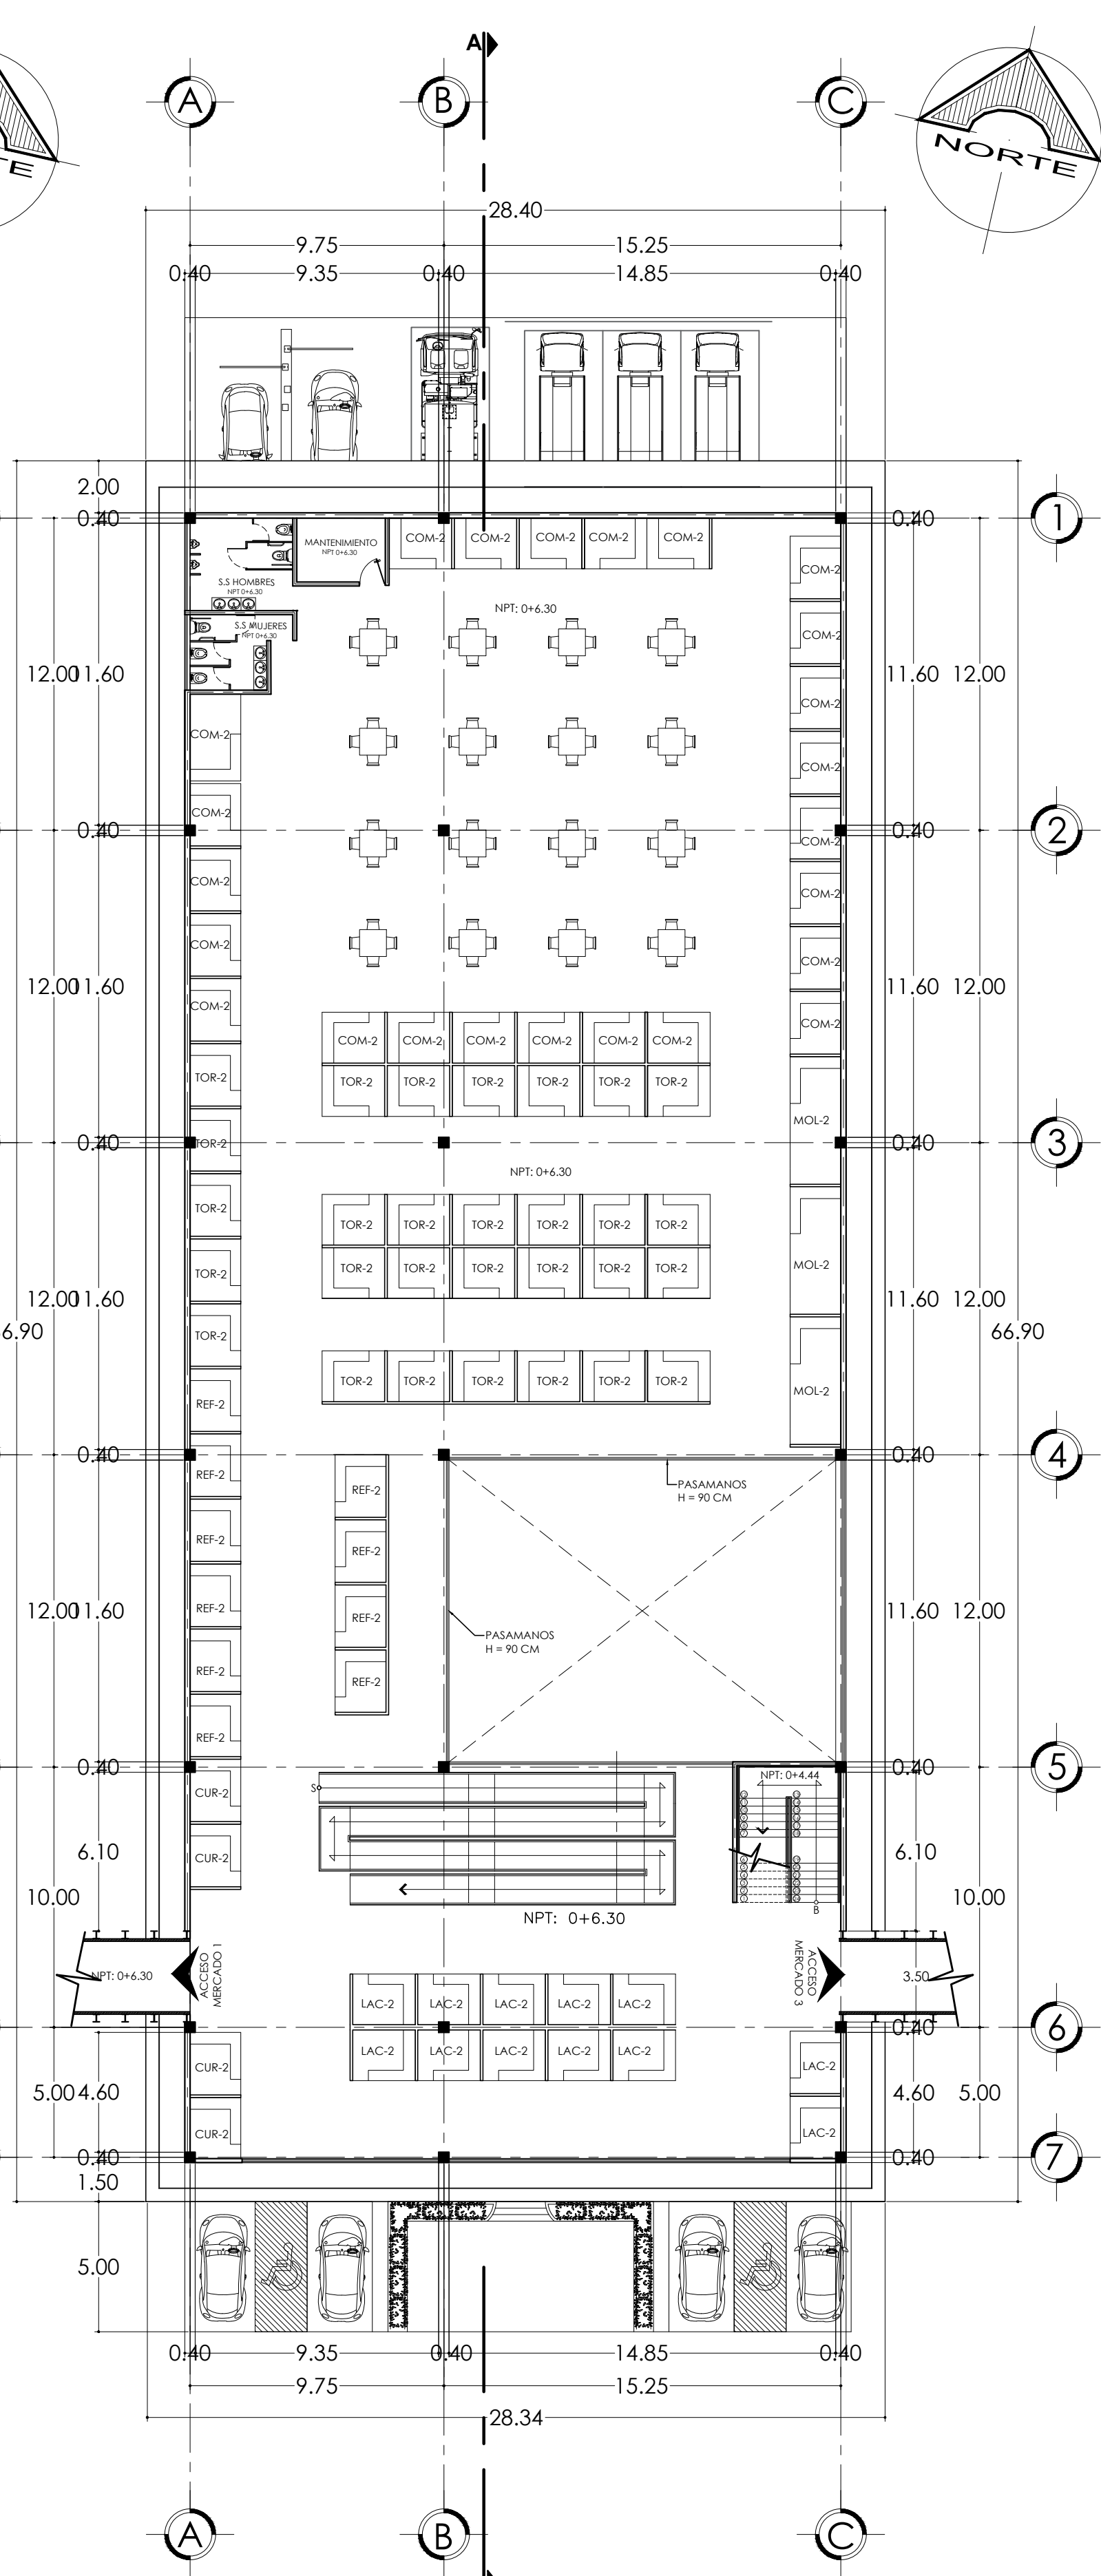 A
A
B
C
NORTE
TE
28.40
9.75
15.25
0.40
9.35
0.40
14.85
0.40
2.00
0.40
0.40
1
MANTENIMIENTO
NPT 0+6.30
COM-2
COM-2
COM-2
COM-2
COM-2
COM-2
S.S HOMBRES
NPT 0+6.30
NPT: 0+6.30
S.S MUJERES
NPT 0+6.30
COM-2
12.00
11.60
11.60
12.00
COM-2
COM-2
COM-2
COM-2
0.40
COM-2
0.40
2
COM-2
COM-2
COM-2
COM-2
COM-2
12.00
11.60
COM-2
11.60
12.00
COM-2
COM-2
COM-2
COM-2
COM-2
COM-2
COM-2
TOR-2
TOR-2
TOR-2
TOR-2
TOR-2
TOR-2
TOR-2
MOL-2
0.40
TOR-2
0.40
3
NPT: 0+6.30
TOR-2
TOR-2
TOR-2
TOR-2
TOR-2
TOR-2
TOR-2
TOR-2
TOR-2
TOR-2
TOR-2
TOR-2
TOR-2
TOR-2
MOL-2
12.00
11.60
11.60
12.00
6.90
66.90
TOR-2
TOR-2
TOR-2
TOR-2
TOR-2
TOR-2
TOR-2
MOL-2
REF-2
0.40
0.40
4
REF-2
REF-2
PASAMANOS
H = 90 CM
REF-2
REF-2
12.00
11.60
REF-2
REF-2
11.60
12.00
PASAMANOS
H = 90 CM
REF-2
REF-2
REF-2
0.40
0.40
5
NPT: 0+4.44
S
CUR-2
6.10
CUR-2
6.10
10.00
10.00
B
NPT: 0+6.30
NPT: 0+6.30
ACCESO
MERCADO 1
ACCESO
MERCADO 3
3.50
LAC-2
LAC-2
LAC-2
LAC-2
LAC-2
0.40
6
LAC-2
LAC-2
LAC-2
LAC-2
LAC-2
CUR-2
LAC-2
5.00
4.60
4.60
5.00
CUR-2
LAC-2
0.40
0.40
7
1.50
5.00
0.40
9.35
0.40
14.85
0.40
9.75
15.25
28.34
A
B
C